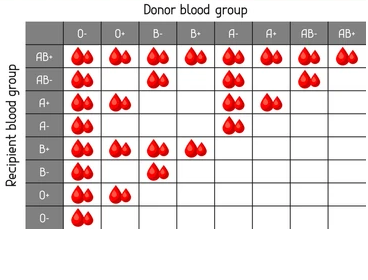 Donor blood group
O- O+ B- B+ A- A+ AB- AB+
Recipient blood group
AB+
AB-
A+
A-
B+
B-
O+
O-